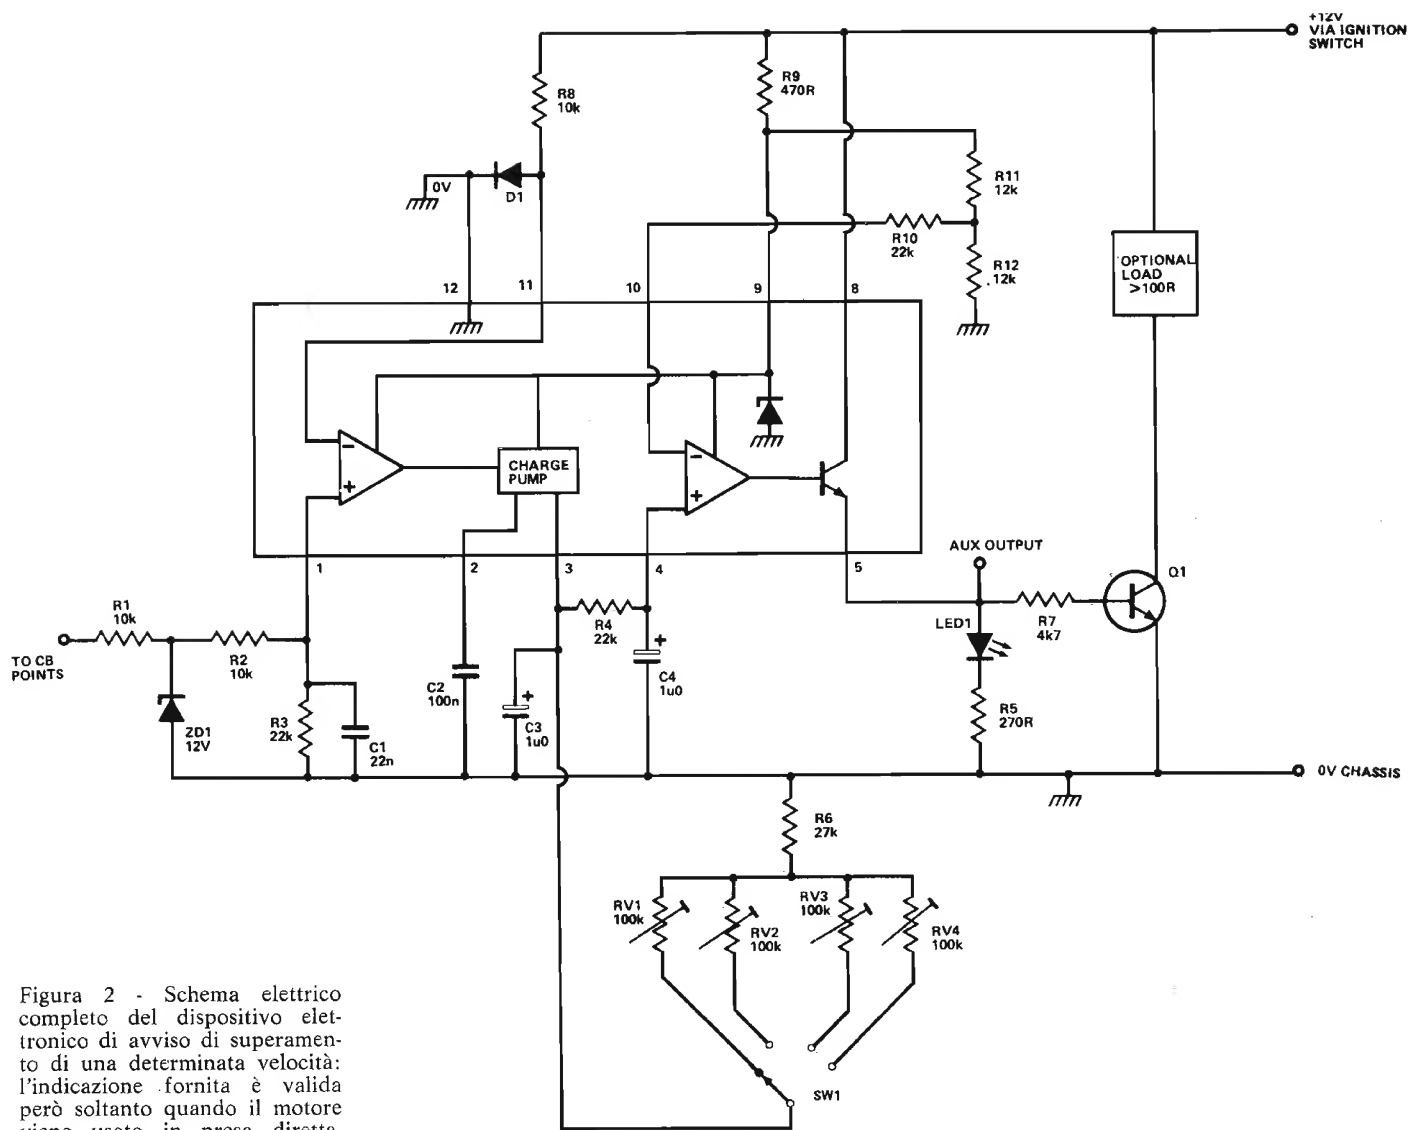 +12V
VIA IGNITION
SWITCH
R8
10k
R9
470R
0V
D1
R11
12k
R10
22k
R12
12k
OPTIONAL
LOAD
>100R
12
11
10
9
8
CHARGE
PUMP
1
2
3
4
5
AUX OUTPUT
Q1
R1
10k
R2
10k
TO CB
POINTS
ZD1
12V
R3
22k
C1
22n
C2
100n
C3
1u0
R4
22k
C4
1u0
LED1
R7
4k7
R5
270R
0V CHASSIS
R6
27k
RV1
100k
RV2
100k
RV3
100k
RV4
100k
SW1
Figura 2 - Schema elettrico
completo del dispositivo elet-
tronico di avviso di superamen-
to di una determinata velocità:
l'indicazione fornita è valida
però soltanto quando il motore
viene usato in presa diretta.